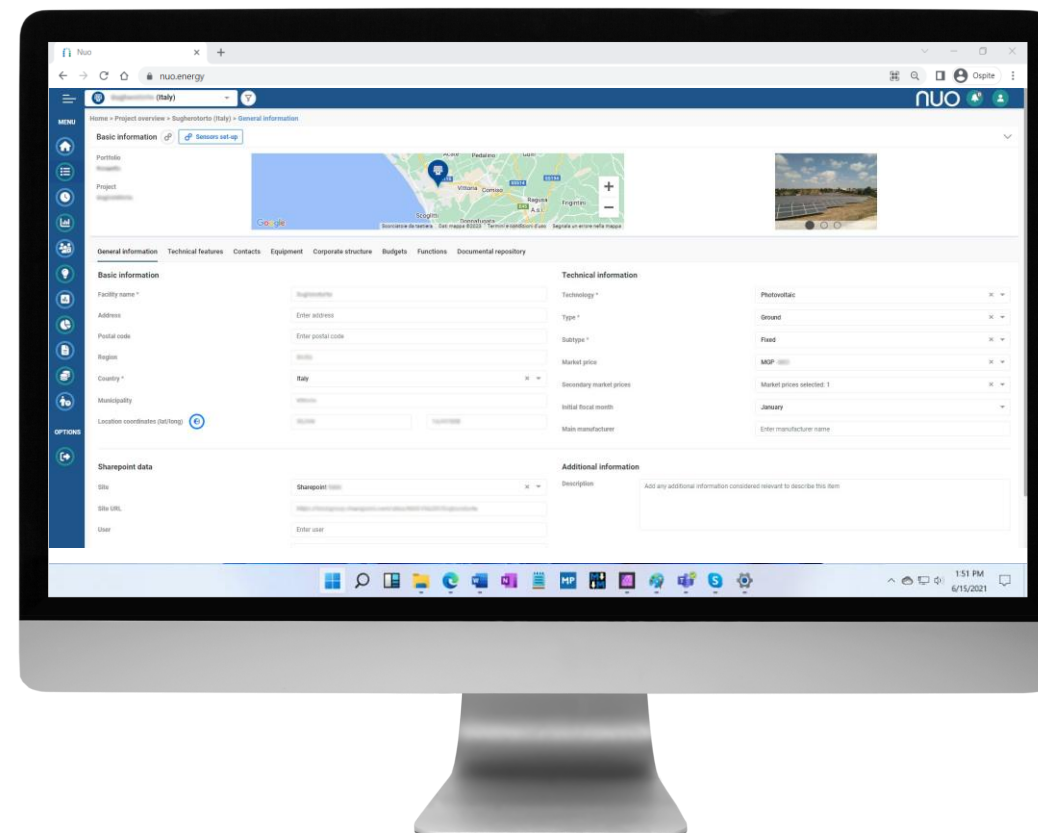 Nuo
nuo.energy
Ospite
(Italy)
nuo
MENU
Home » Project overview » Sugherotorto (Italy) » General information
Basic information
Sensors set-up
Portfolio
Project
Pedalino
Vittoria
Comiso
Scoglitti
Donnafugata
Ragusa
Frigintini
Google
General information Technical features Contacts Equipment Corporate structure Budgets Functions Documental repository
Basic information
Facility name *
Address
Enter address
Postal code
Enter postal code
Region
Country *
Italy
Municipality
Location coordinates (lat/long)
Technical information
Technology *
Photovoltaic
Type *
Ground
Subtype *
Fixed
Market price
MGP
Secondary market prices
Market prices selected: 1
Initial fiscal month
January
Main manufacturer
Enter manufacturer name
OPTIONS
Sharepoint data
Site
Sharepoint
Site URL
User
Enter user
Additional information
Description
Add any additional information considered relevant to describe this item
MP
1:51 PM
6/15/2021